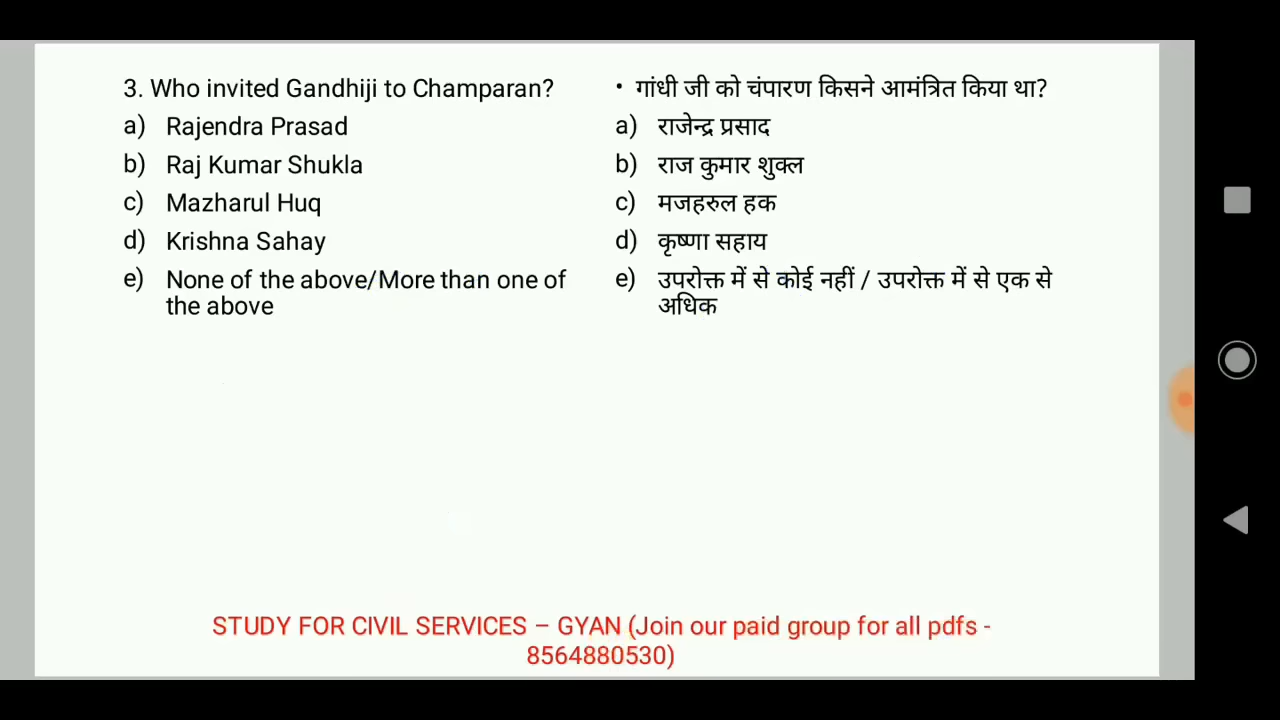 3. Who invited Gandhiji to Champaran?
a) Rajendra Prasad
b) Raj Kumar Shukla
c) Mazharul Huq
d) Krishna Sahay
e) None of the above/More than one of
the above
• गांधी जी को चंपारण किसने आमंत्रित किया था?
a) राजेन्द्र प्रसाद
b) राज कुमार शुक्ल
c) मजहरुल हक
d) कृष्णा सहाय
e) उपरोक्त में से कोई नहीं / उपरोक्त में से एक से
अधिक
STUDY FOR CIVIL SERVICES – GYAN (Join our paid group for all pdfs -
8564880530)